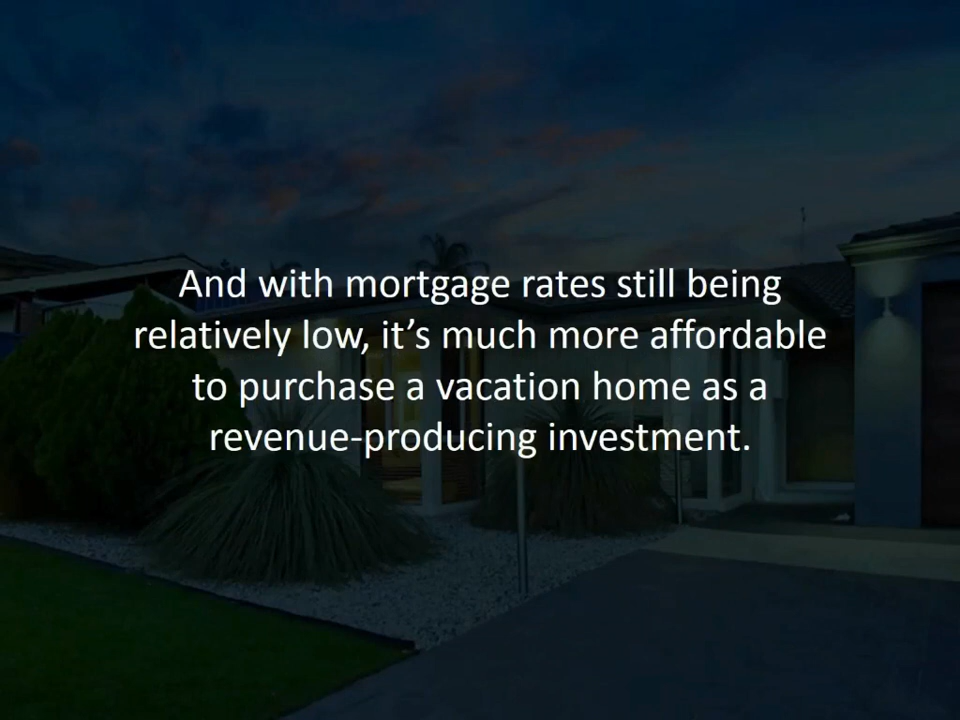 And with mortgage rates still being
relatively low, it’s much more affordable
to purchase a vacation home as a
revenue-producing investment.